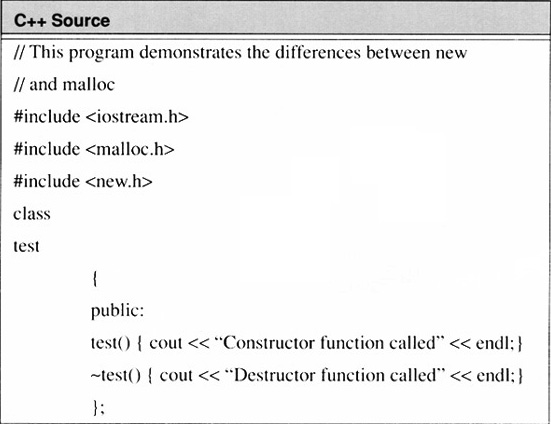 C++ Source
// This program demonstrates the differences between new
// and malloc
#include <iostream.h>
#include <malloc.h>
#include <new.h>
class
test
{
public:
test() { cout << “Constructor function called” << endl; }
~test() { cout << “Destructor function called” << endl; }
};